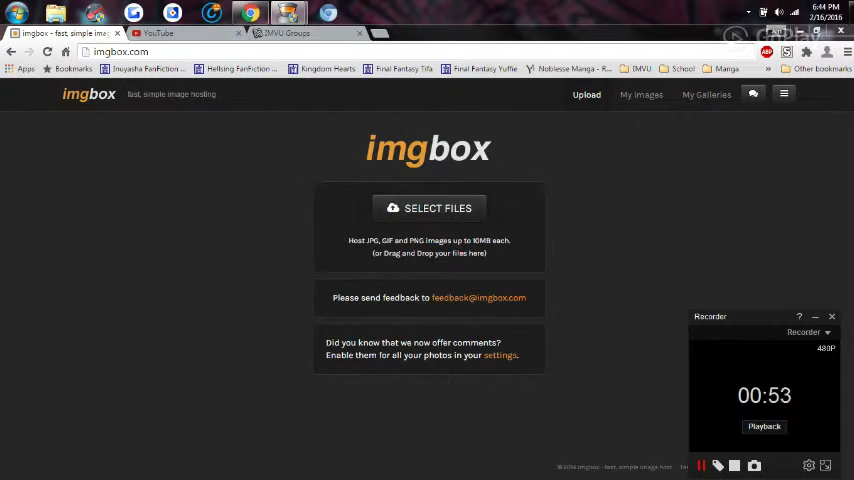 6:44 PM
2/16/2016
imgbox - fast, simple imag
YouTube
IMVU Groups
imgbox.com
ABP
Apps
Bookmarks
Inuyasha FanFiction
Hellsing FanFiction -
Kingdom Hearts
Final Fantasy Tifa
Final Fantasy Yuffie
Noblesse Manga - R...
IMVU
School
Manga
»
Other bookmarks
imgbox
fast, simple image hosting
Upload
My Images
My Galleries
imgbox
SELECT FILES
Host JPG, GIF and PNG images up to 10MB each.
(or Drag and Drop your files here)
Please send feedback to feedback@imgbox.com
Did you know that we now offer comments?
Enable them for all your photos in your settings.
Recorder
?
Recorder
480P
00:53
Playback
©2016 imgbox - fast, simple image host